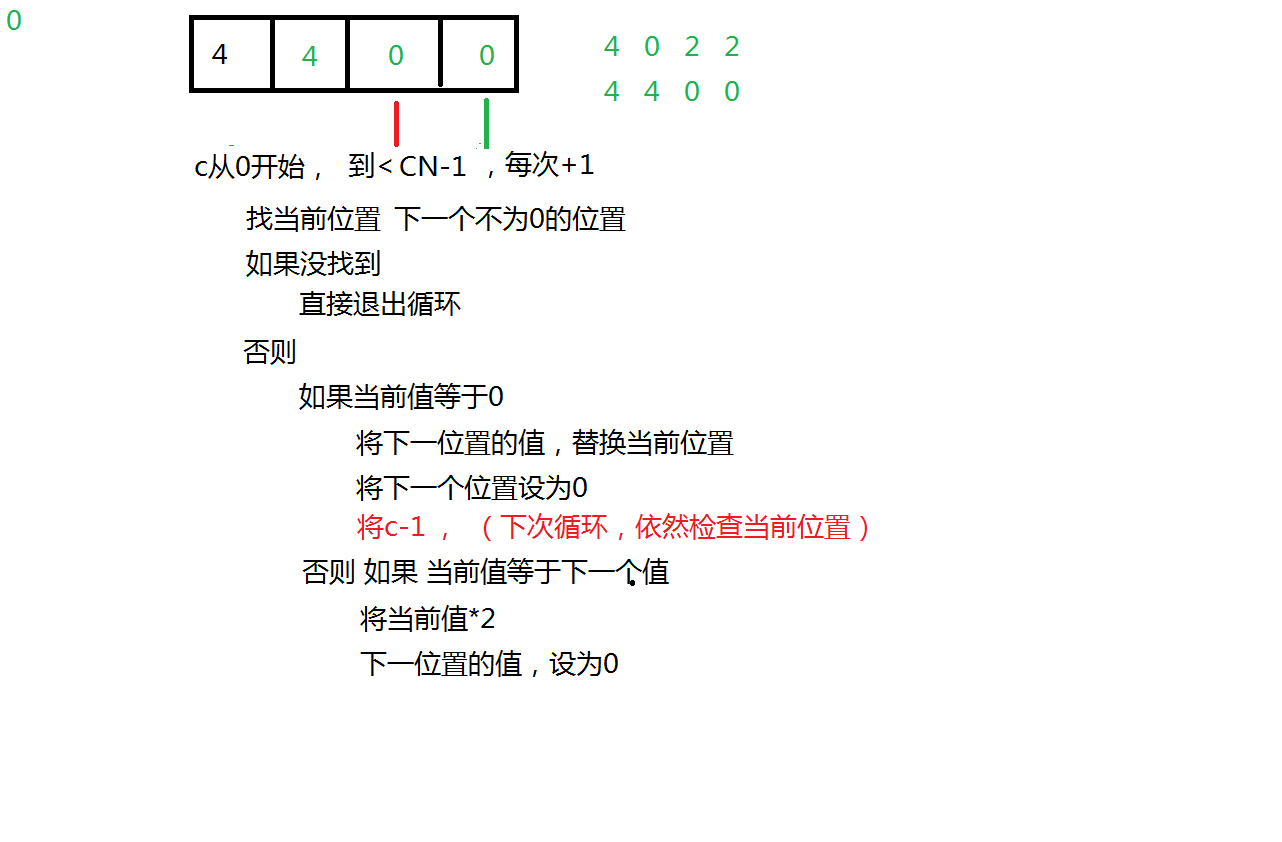 0
4 4 0 0
4 0 2 2
4 4 0 0
c从0开始， 到<CN-1 ，每次+1
找当前位置 下一个不为0的位置
如果没找到
直接退出循环
否则
如果当前值等于0
将下一位置的值，替换当前位置
将下一个位置设为0
将c-1 ， （下次循环，依然检查当前位置）
否则 如果 当前值等于下一个值
将当前值*2
下一位置的值，设为0